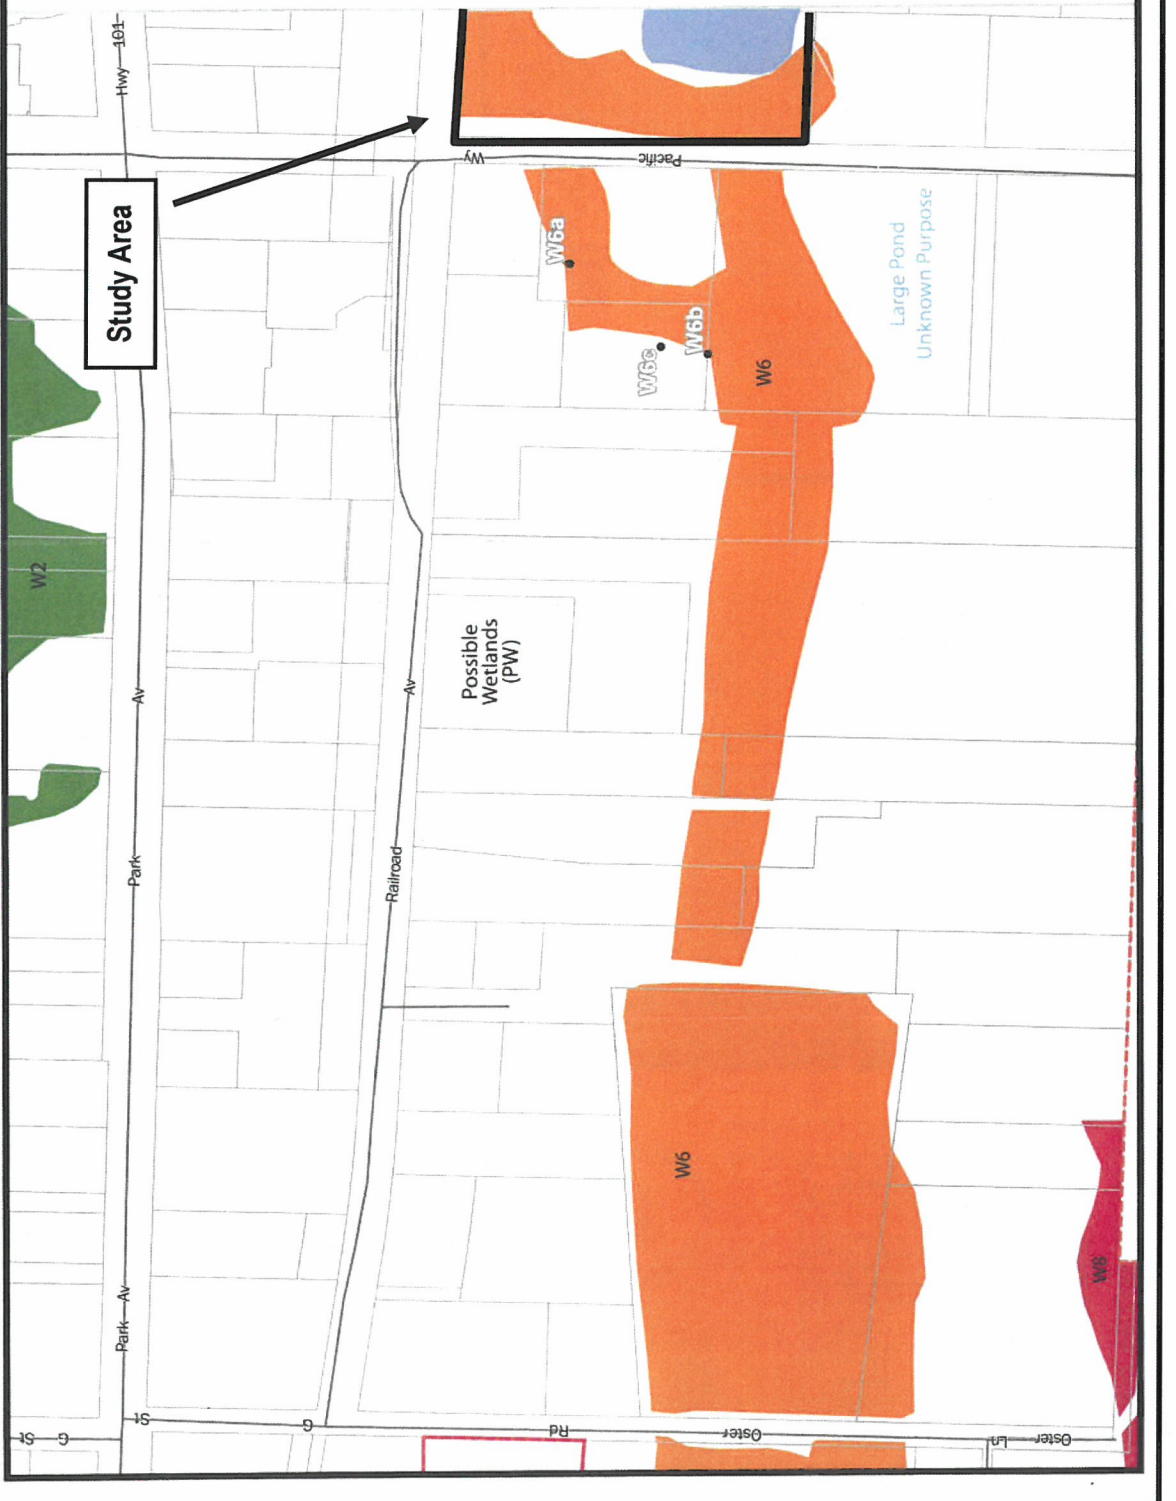 Hwy 101
Study Area
Pacific Wy
W6a
W6b
W6c
W6
Large Pond
Unknown Purpose
W2
Possible
Wetlands
(PW)
Park Av
Railroad Av
W6
W8
Park Av
G St
G St
Oster Rd
Oster Ln